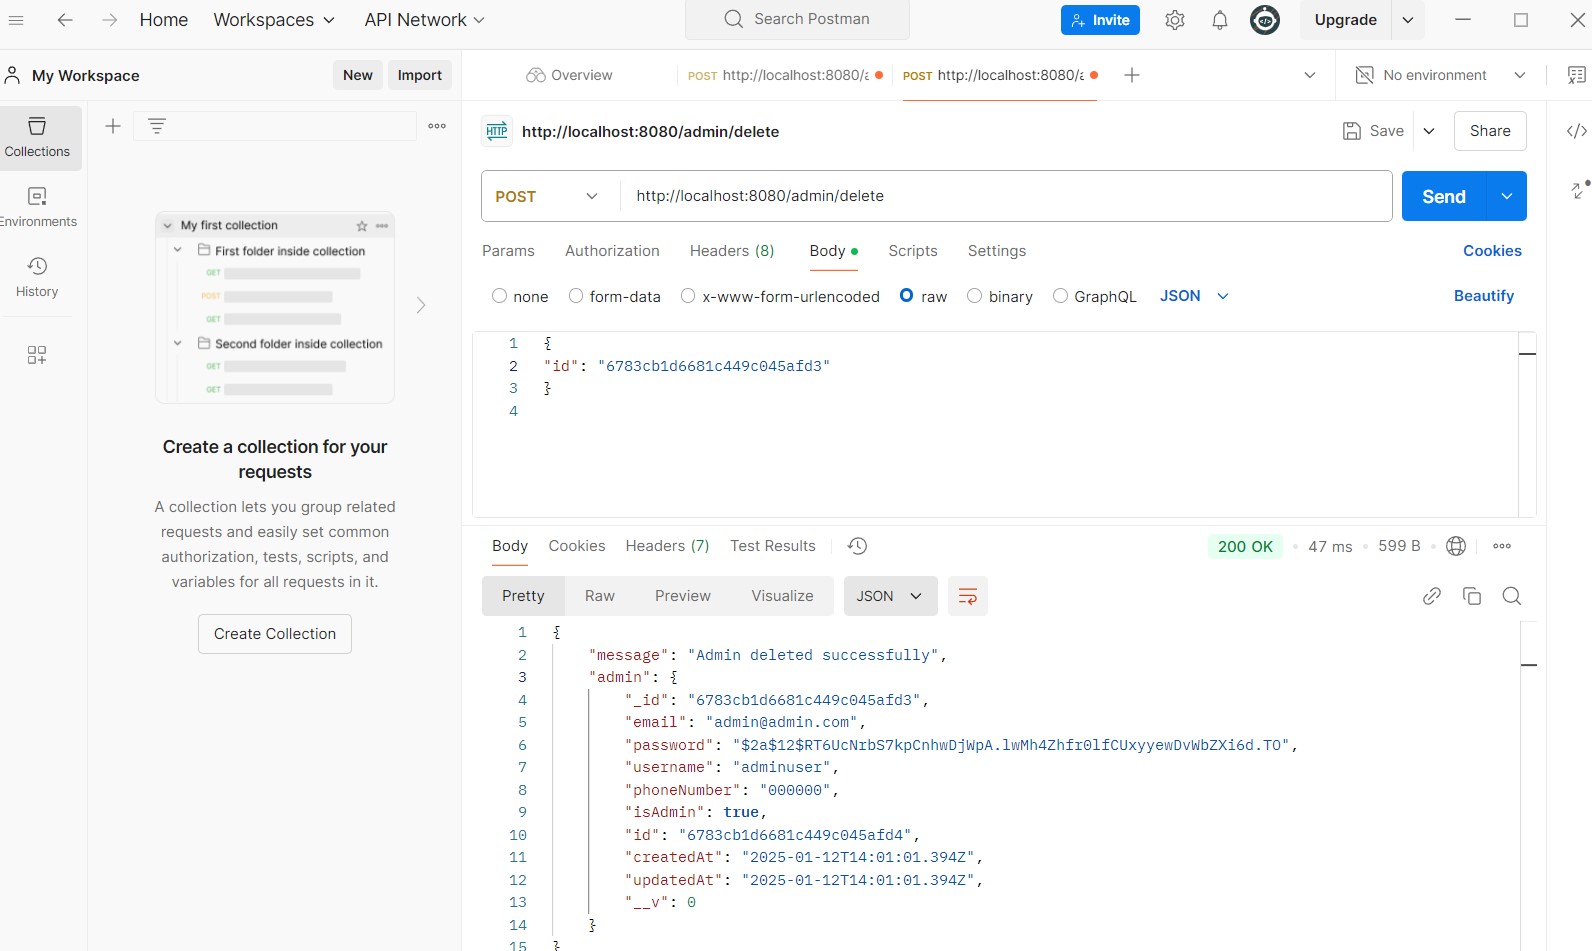 Home
Workspaces
API Network
Search Postman
Invite
Upgrade
My Workspace
New
Import
Overview
POST http://localhost:8080/a
POST http://localhost:8080/a
No environment
Collections
Environments
History
My first collection
First folder inside collection
GET
POST
GET
Second folder inside collection
GET
GET
Create a collection for your
requests
A collection lets you group related
requests and easily set common
authorization, tests, scripts, and
variables for all requests in it.
Create Collection
HTTP
http://localhost:8080/admin/delete
Save
Share
POST
http://localhost:8080/admin/delete
Send
Params
Authorization
Headers (8)
Body
Scripts
Settings
Cookies
none
form-data
x-www-form-urlencoded
raw
binary
GraphQL
JSON
Beautify
1 {
2 "id": "6783cb1d6681c449c045afd3"
3 }
4
Body
Cookies
Headers (7)
Test Results
200 OK
47 ms
599 B
Pretty
Raw
Preview
Visualize
JSON
1 {
2 "message": "Admin deleted successfully",
3 "admin": {
4 "_id": "6783cb1d6681c449c045afd3",
5 "email": "admin@admin.com",
6 "password": "$2a$12$RT6UcNrbS7kpCnhwDjWpA.lwMh4Zhfr0lfCUxyyewDvWbZXi6d.TO",
7 "username": "adminuser",
8 "phoneNumber": "000000",
9 "isAdmin": true,
10 "id": "6783cb1d6681c449c045afd4",
11 "createdAt": "2025-01-12T14:01:01.394Z",
12 "updatedAt": "2025-01-12T14:01:01.394Z",
13 "__v": 0
14 }
15 }